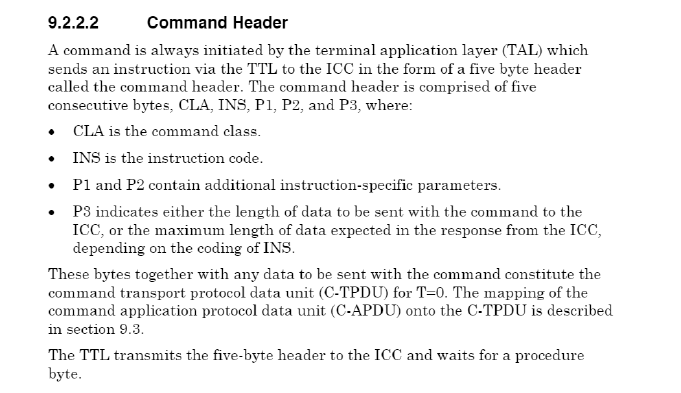 9.2.2.2 Command Header
A command is always initiated by the terminal application layer (TAL) which
sends an instruction via the TTL to the ICC in the form of a five byte header
called the command header. The command header is comprised of five
consecutive bytes, CLA, INS, P1, P2, and P3, where:
• CLA is the command class.
• INS is the instruction code.
• P1 and P2 contain additional instruction-specific parameters.
• P3 indicates either the length of data to be sent with the command to the
ICC, or the maximum length of data expected in the response from the ICC,
depending on the coding of INS.
These bytes together with any data to be sent with the command constitute the
command transport protocol data unit (C-TPDU) for T=0. The mapping of the
command application protocol data unit (C-APDU) onto the C-TPDU is described
in section 9.3.
The TTL transmits the five-byte header to the ICC and waits for a procedure
byte.